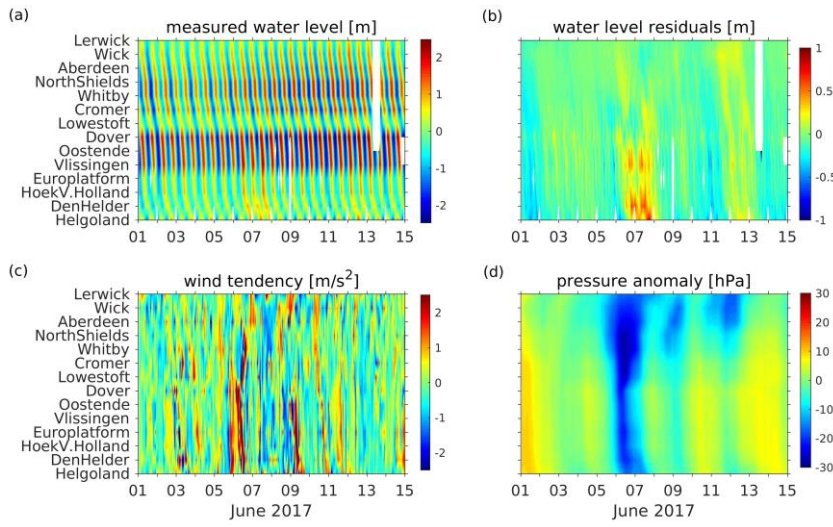 (a)
measured water level [m]
Lerwick
Wick
Aberdeen
NorthShields
Whitby
Cromer
Lowestoft
Dover
Oostende
Vlissingen
Europlatform
HoekV.Holland
DenHelder
Helgoland
01 03 05 07 09 11 13 15
2
1
0
-1
-2
(b)
water level residuals [m]
01 03 05 07 09 11 13 15
1
0.5
0
-0.5
-1
(c)
wind tendency [m/s²]
Lerwick
Wick
Aberdeen
NorthShields
Whitby
Cromer
Lowestoft
Dover
Oostende
Vlissingen
Europlatform
HoekV.Holland
DenHelder
Helgoland
01 03 05 07 09 11 13 15
June 2017
2
1
0
-1
-2
(d)
pressure anomaly [hPa]
01 03 05 07 09 11 13 15
June 2017
30
20
10
0
-10
-20
-30